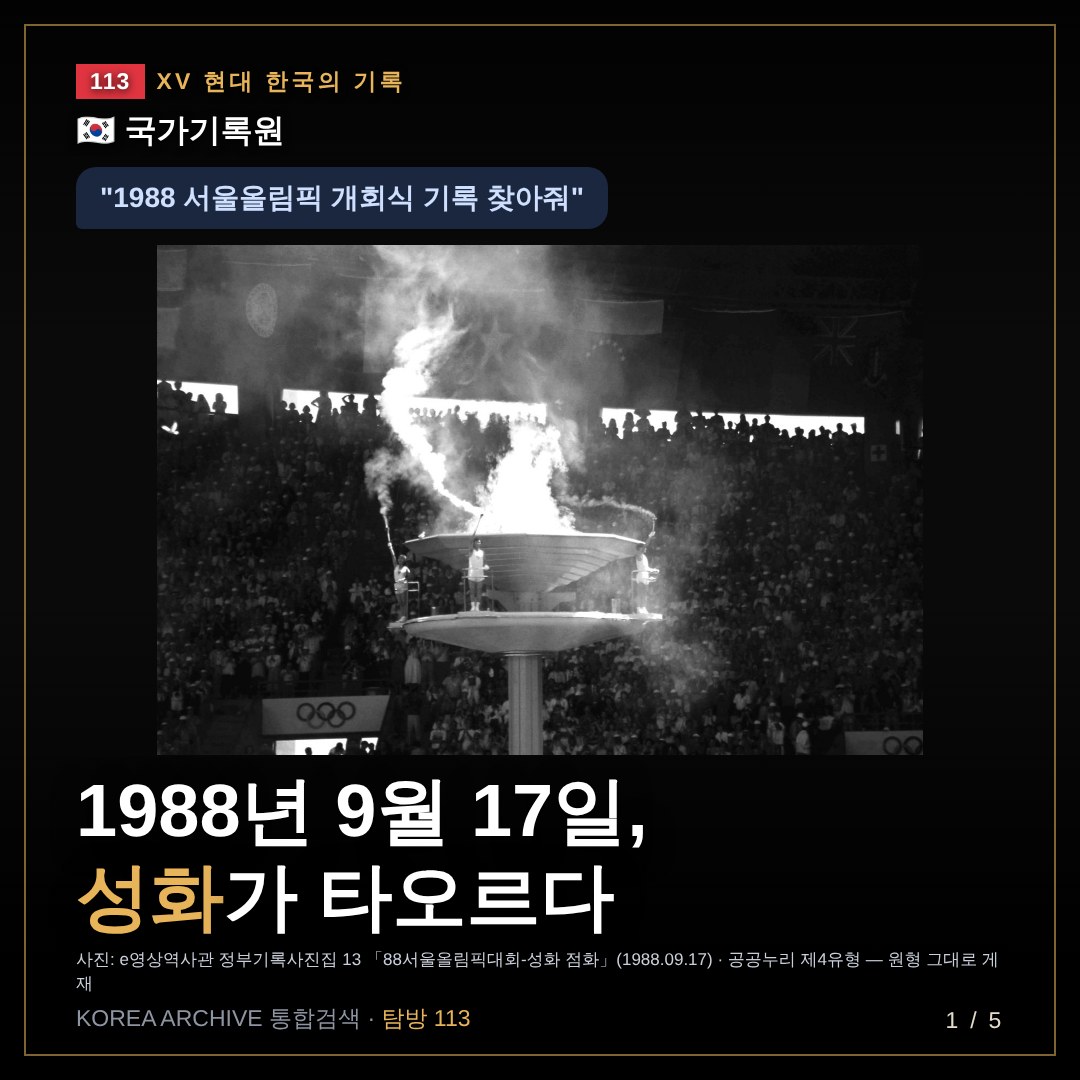 113 XV 현대 한국의 기록
🇰🇷 국가기록원
"1988 서울올림픽 개회식 기록 찾아줘"
1988년 9월 17일,
성화가 타오르다
사진: e영상역사관 정부기록사진집 13 「88서울올림픽대회-성화 점화」(1988.09.17) · 공공누리 제4유형 — 원형 그대로 게
재
KOREA ARCHIVE 통합검색 · 탐방 113
1 / 5